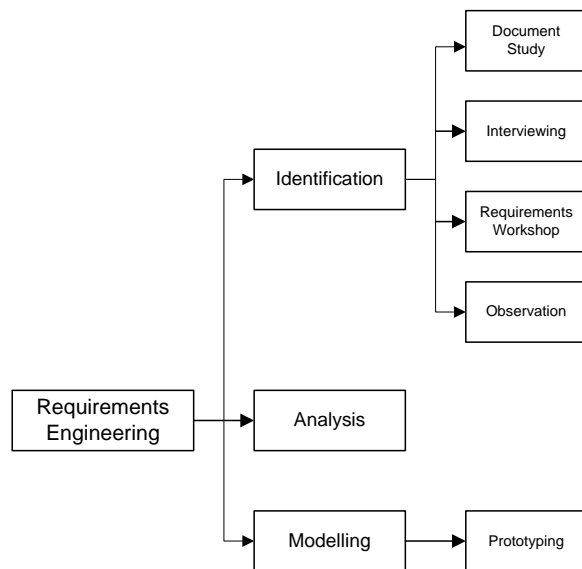 Document
Study
Interviewing
Identification
Requirements
Workshop
Observation
Requirements
Engineering
Analysis
Modelling
Prototyping